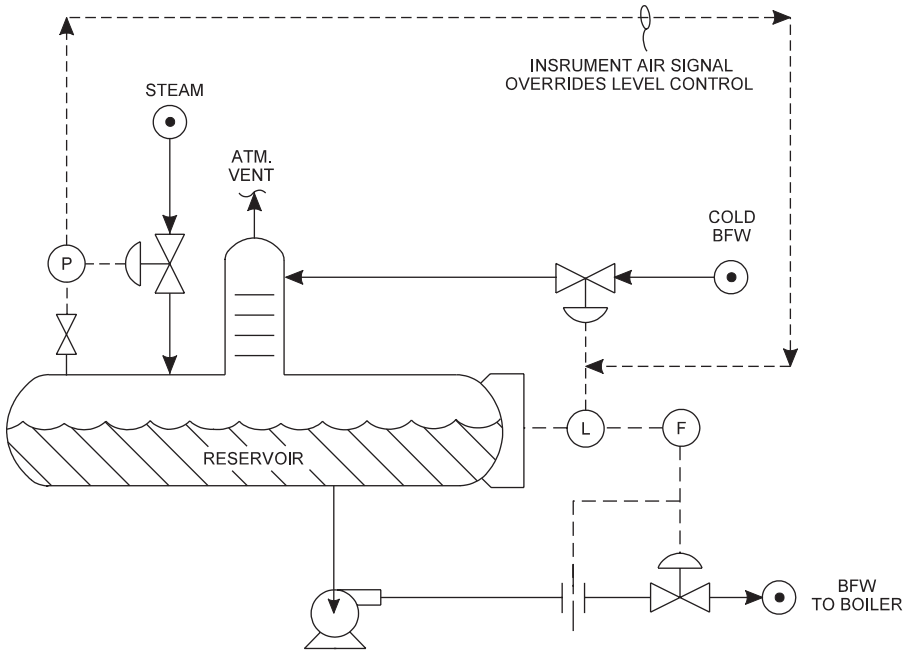 INSRUMENT AIR SIGNAL
OVERRIDES LEVEL CONTROL
STEAM
ATM.
VENT
COLD
BFW
P
L
F
RESERVOIR
BFW
TO BOILER